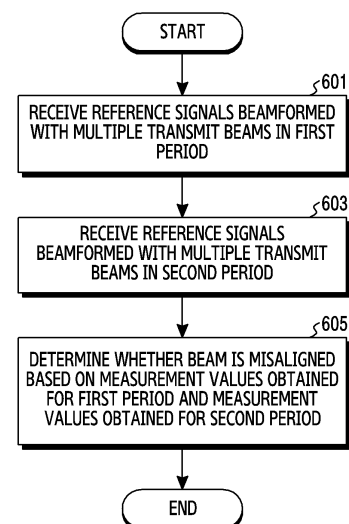 START
601
RECEIVE REFERENCE SIGNALS BEAMFORMED
WITH MULTIPLE TRANSMIT BEAMS IN FIRST
PERIOD
603
RECEIVE REFERENCE SIGNALS
BEAMFORMED WITH MULTIPLE TRANSMIT
BEAMS IN SECOND PERIOD
605
DETERMINE WHETHER BEAM IS MISALIGNED
BASED ON MEASUREMENT VALUES OBTAINED
FOR FIRST PERIOD AND MEASUREMENT
VALUES OBTAINED FOR SECOND PERIOD
END